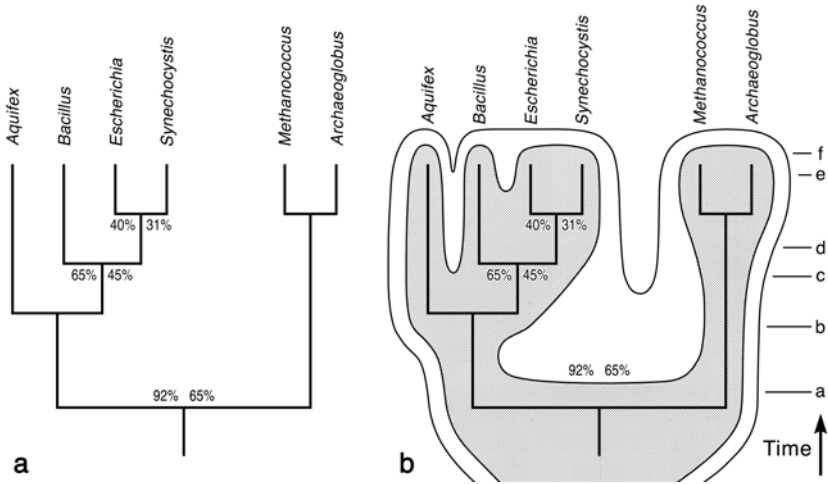 Aquifex
Bacillus
Escherichia
Synechocystis
Methanococcus
Archaeoglobus
40% 31%
65% 45%
92% 65%
a
Aquifex
Bacillus
Escherichia
Synechocystis
Methanococcus
Archaeoglobus
f
e
40% 31%
d
65% 45%
c
b
92% 65%
a
Time
b